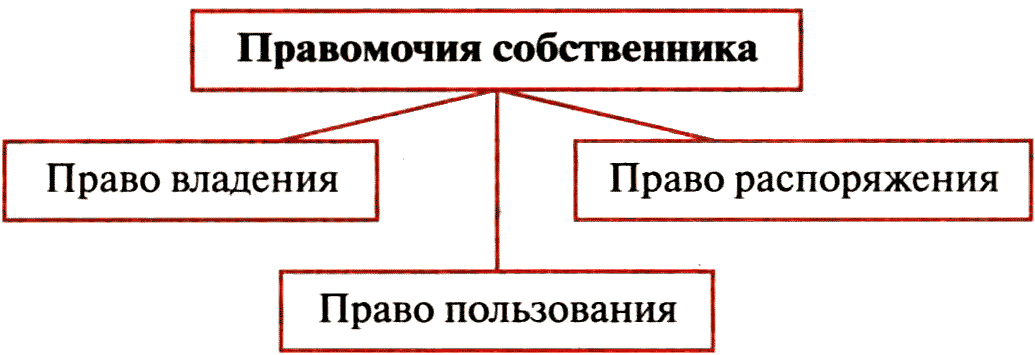 Правомочия собственника
Право владения
Право распоряжения
Право пользования